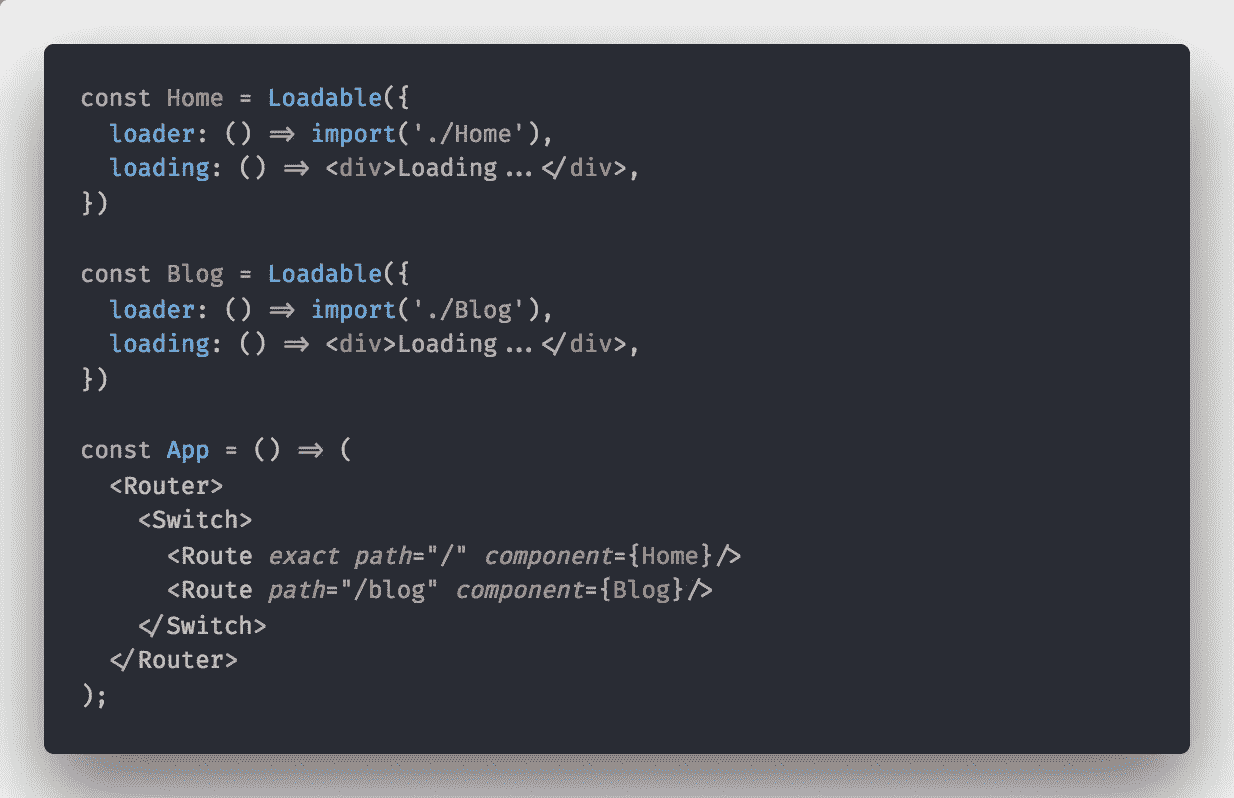 const Home = Loadable({
  loader: () => import('./Home'),
  loading: () => <div>Loading...</div>,
})

const Blog = Loadable({
  loader: () => import('./Blog'),
  loading: () => <div>Loading...</div>,
})

const App = () => (
  <Router>
    <Switch>
      <Route exact path="/" component={Home}/>
      <Route path="/blog" component={Blog}/>
    </Switch>
  </Router>
);